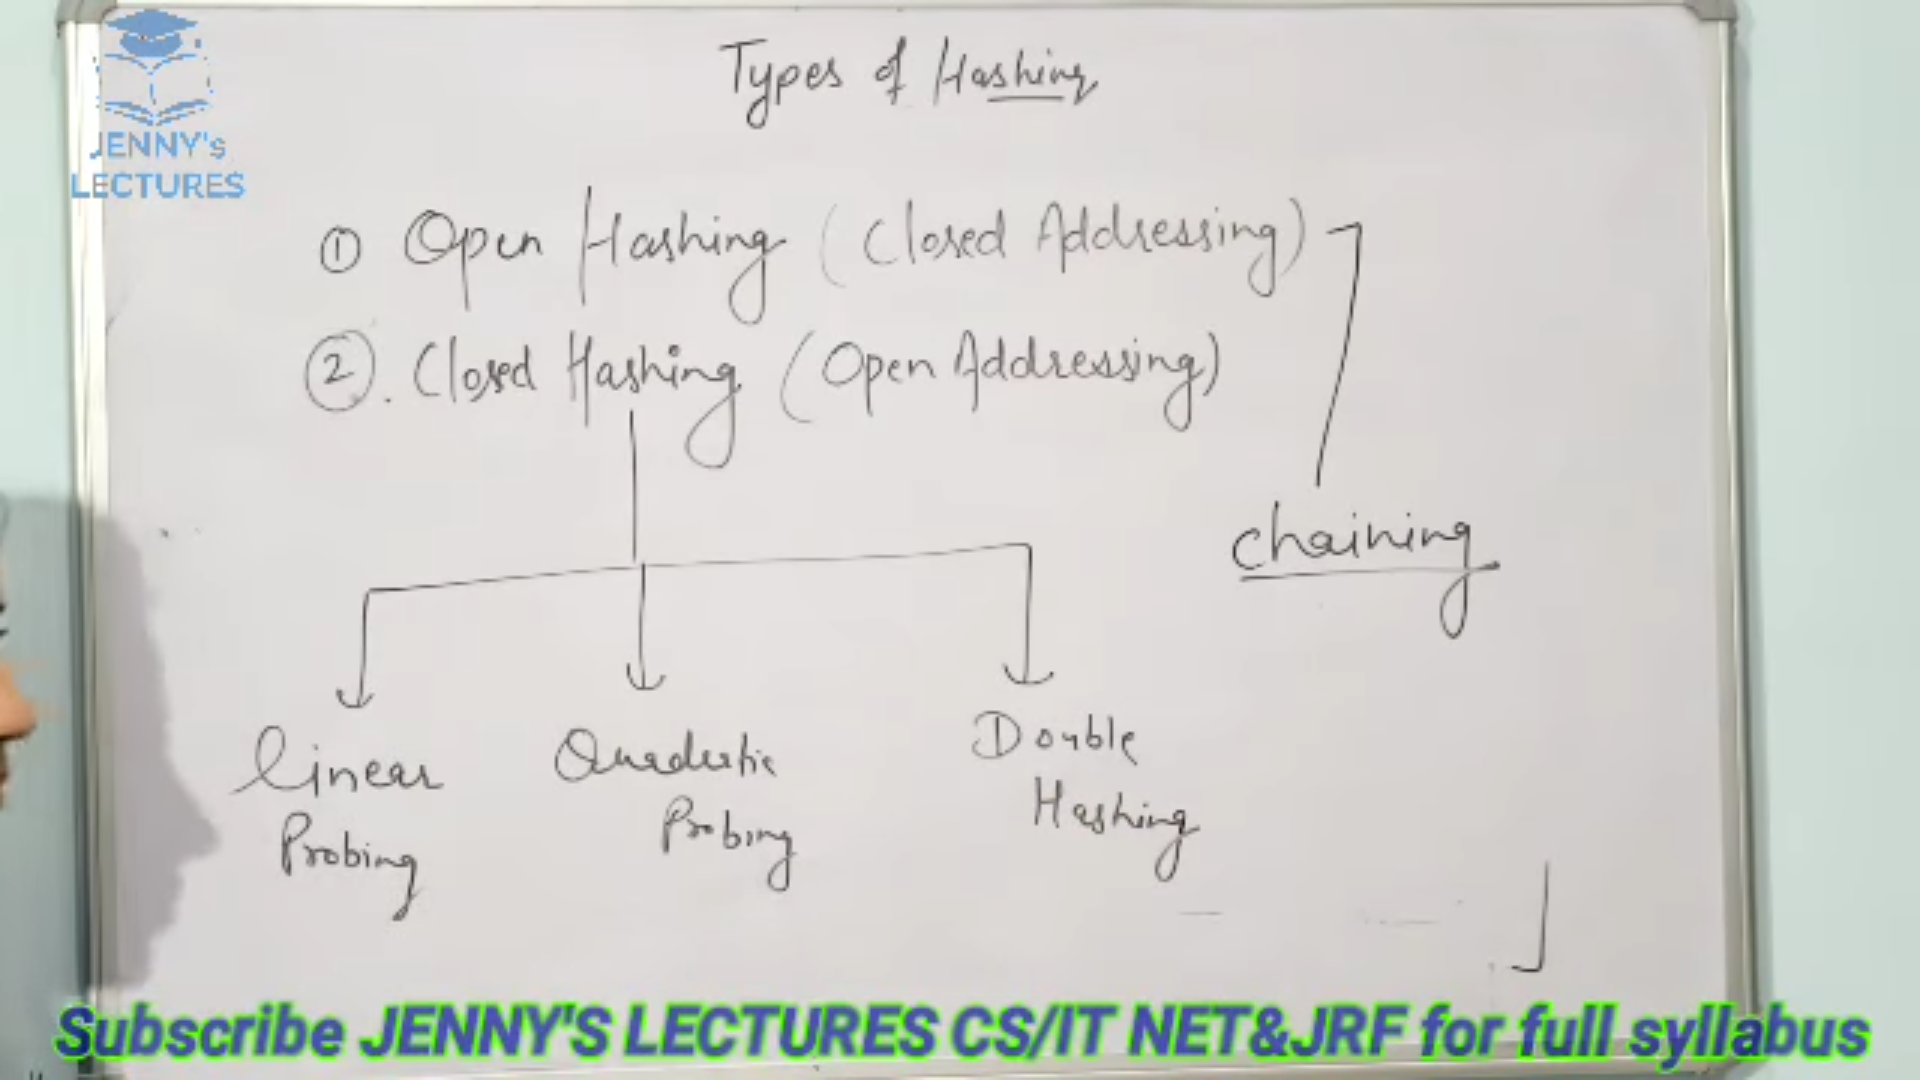 JENNY's
LECTURES
Types of Hashing
① Open Hashing (Closed Addressing)
②. Closed Hashing (Open Addressing)
Chaining
Linear
Probing
Quadratic
Probing
Double
Hashing
Subscribe JENNY'S LECTURES CS/IT NET&JRF for full syllabus